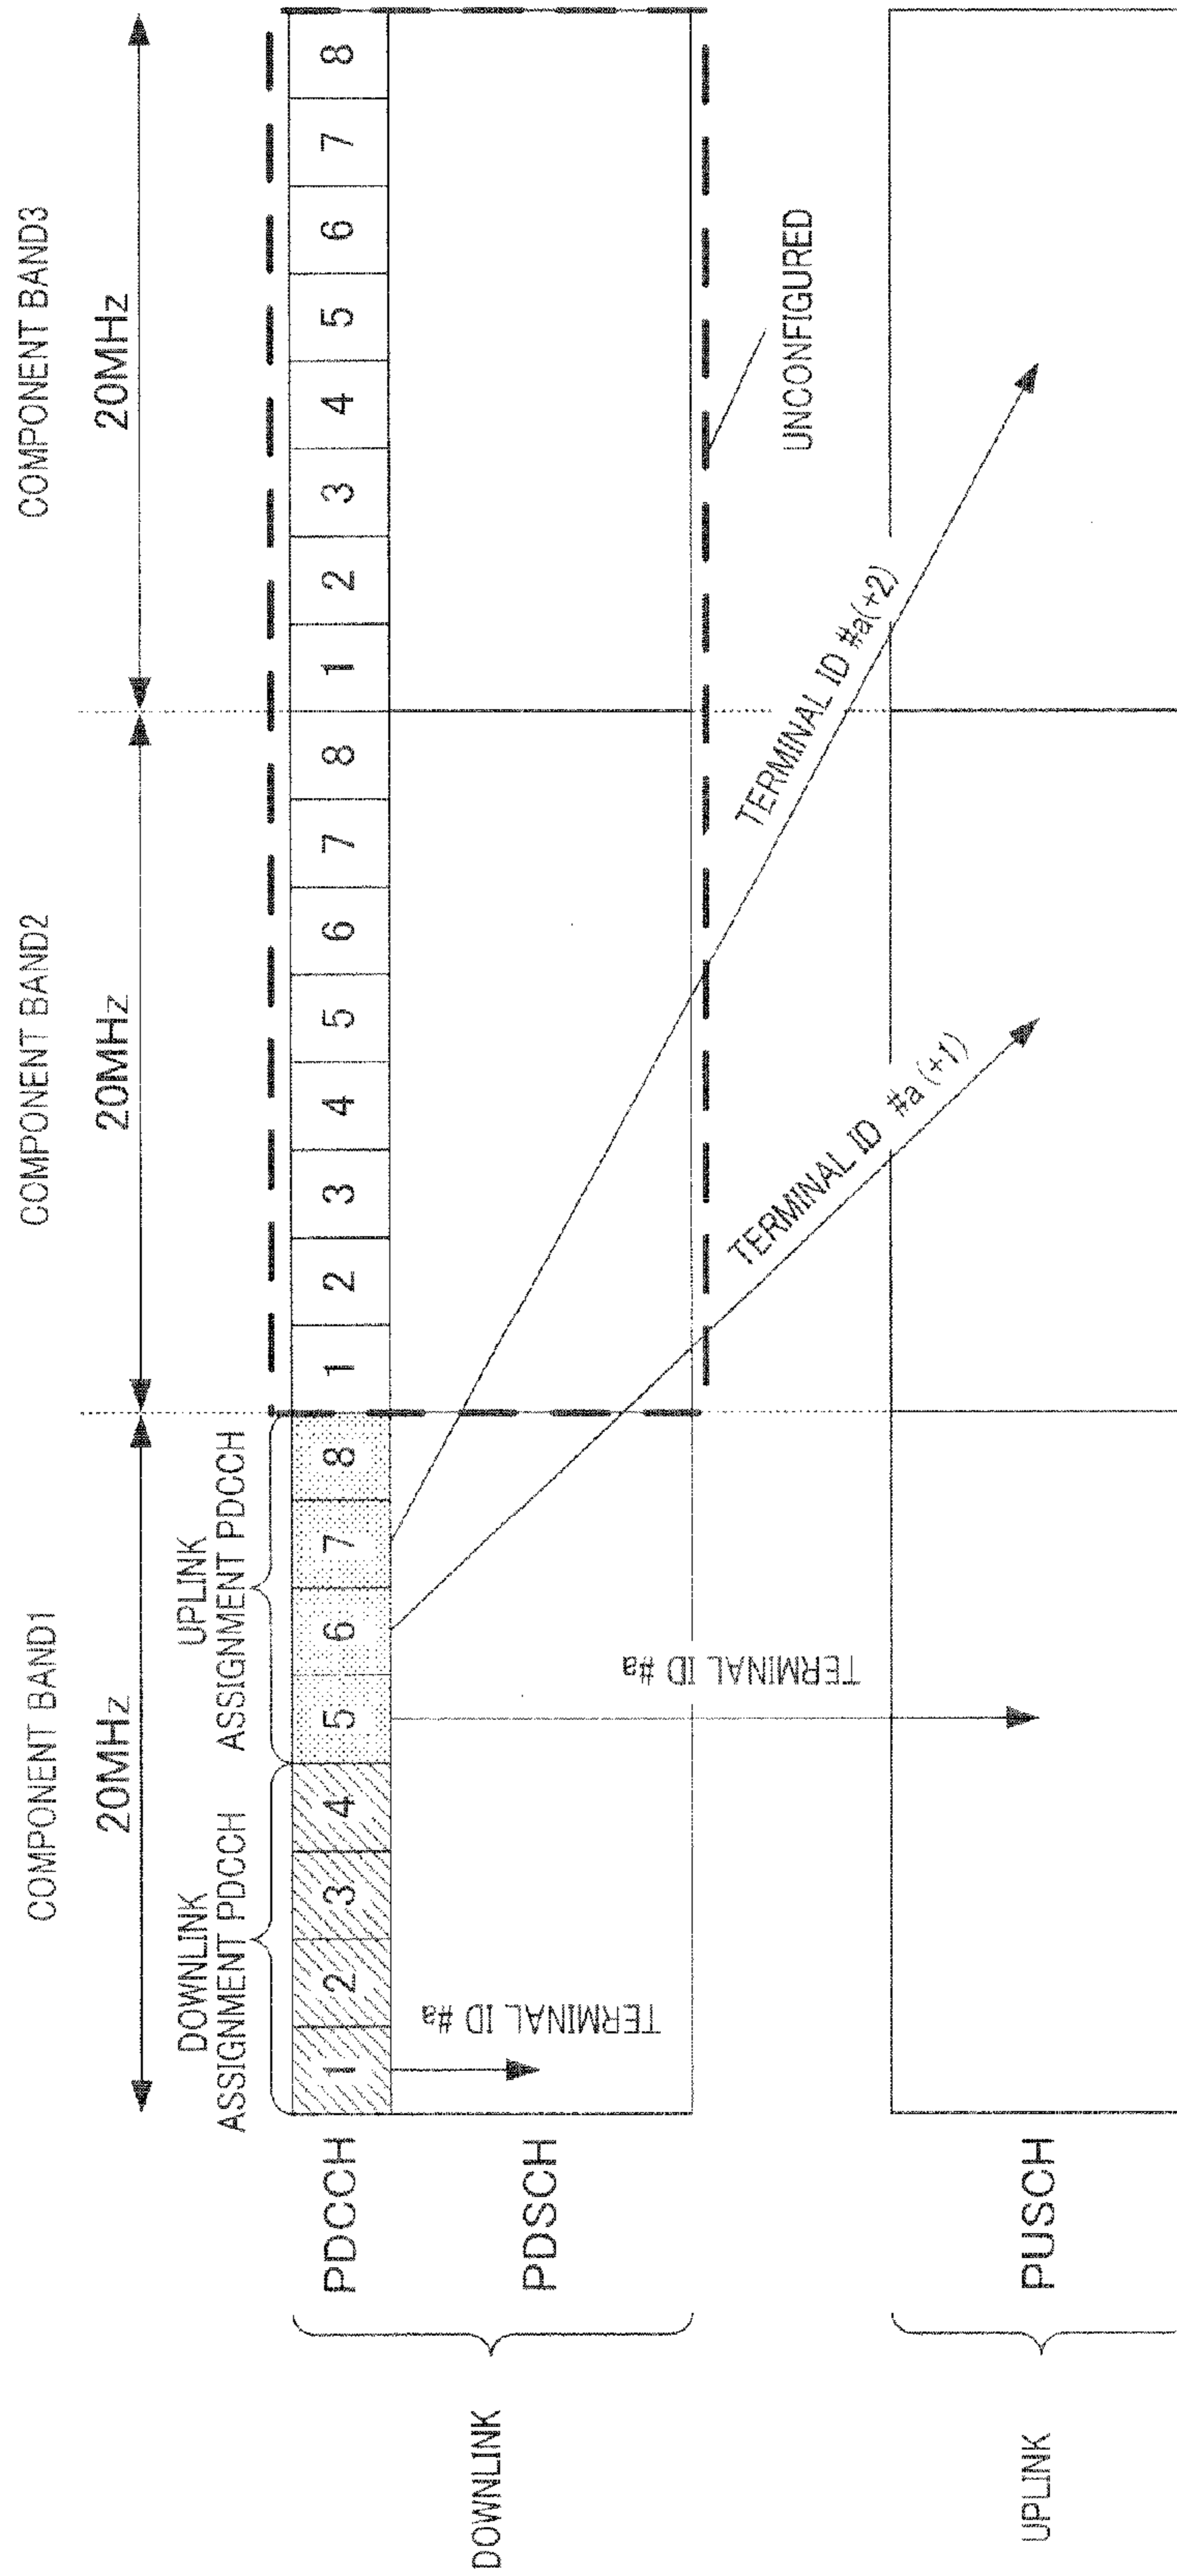 COMPONENT BAND1
COMPONENT BAND2
COMPONENT BAND3
20MHz
20MHz
20MHz
DOWNLINK
ASSIGNMENT PDCCH
UPLINK
ASSIGNMENT PDCCH
PDCCH
1 2 3 4 5 6 7 8 1 2 3 4 5 6 7 8 1 2 3 4 5 6 7 8
DOWNLINK
PDSCH
TERMINAL ID #a
TERMINAL ID #a
TERMINAL ID #a (+1)
TERMINAL ID #a(+2)
UNCONFIGURED
UPLINK
PUSCH